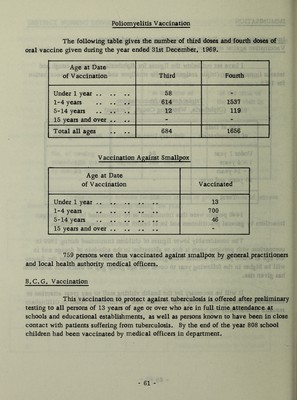 Poliomyelitis Vaccination
The following table gives the number of third doses and fourth doses of
oral vaccine given during the year ended 31st December, 1969.
Age at Date
of Vaccination Third Fourth
Under 1 year .. .. .. 58 -
1-4 years .. .. .. 614 1537
5-14 years .. .. .. 12 119
15 years and over .. .. - -
Total all ages .. .. 684 1656
Vaccination Against Smallpox
Age at Date
of Vaccination Vaccinated
Under 1 year .. .. .. .. .. 13
1-4 years .. .. .. .. .. 700
5-14 years .. .. .. .. .. 46
15 years and over .. .. .. .. -
759 persons were thus vaccinated against smallpox by general practitioners
and local health authority medical officers.
B.C.G. Vaccination
This vaccination to protect against tuberculosis is offered after preliminary
testing to all persons of 13 years of age or over who are in full time attendance at
schools and educational establishments, as well as persons known to have been in close
contact with patients suffering from tuberculosis. By the end of the year 808 school
children had been vaccinated by medical officers in department.
- 61 -